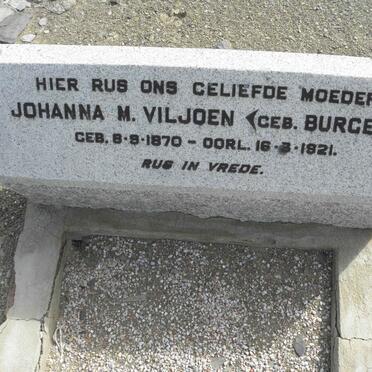 HIER RUS ONS GELIEFDE MOEDER
JOHANNA M. VILJOEN (GEB. BURGE
GEB. 8-9-1870 - OORL. 16-3-1921.
RUS IN VREDE.